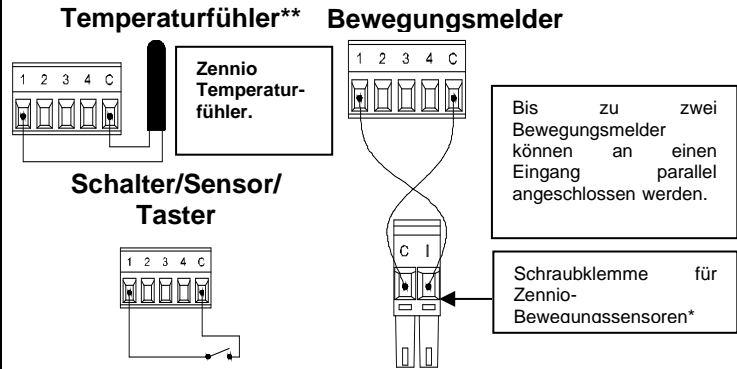 Temperaturfühler**
1 2 3 4 C
Zennio
Temperatur-
fühler.
Bewegungsmelder
1 2 3 4 C
Bis zu zwei
Bewegungsmelder
können an einen
Eingang parallel
angeschlossen werden.
C I
Schraubklemme für
Zennio-
Bewegungssensoren*
Schalter/Sensor/
Taster
1 2 3 4 C